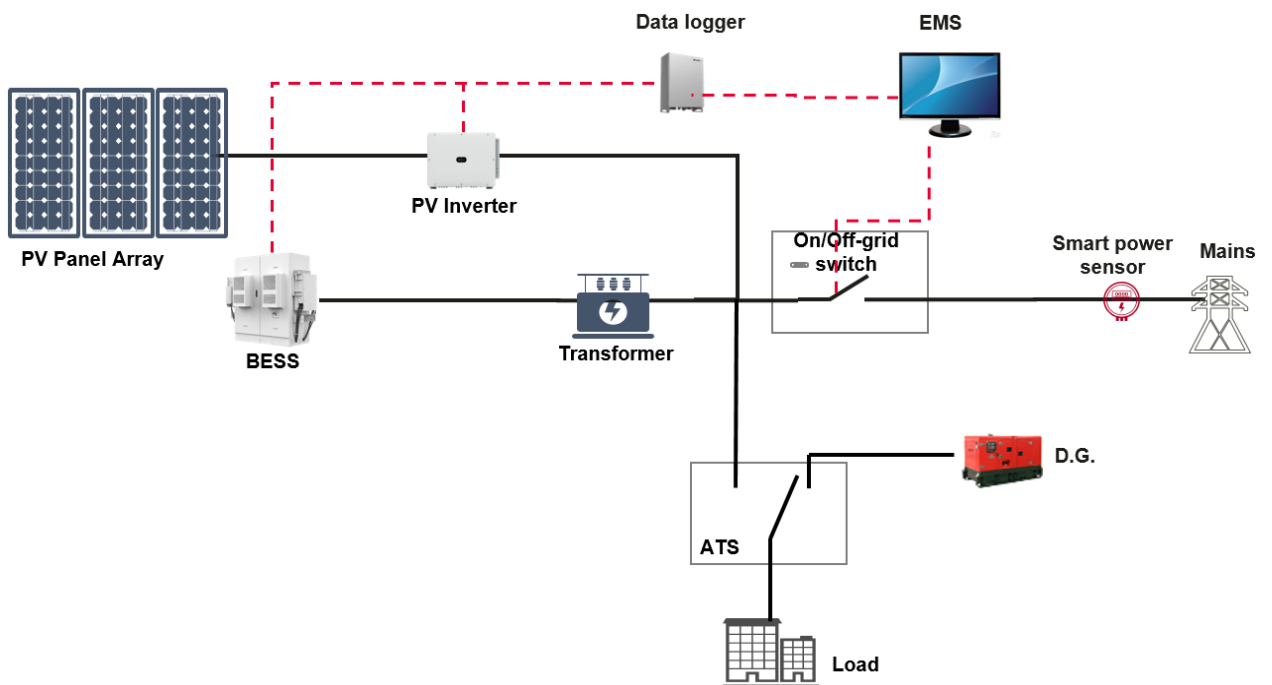 Data logger
EMS
PV Inverter
PV Panel Array
On/Off-grid
switch
Smart power
sensor
Mains
BESS
Transformer
D.G.
ATS
Load